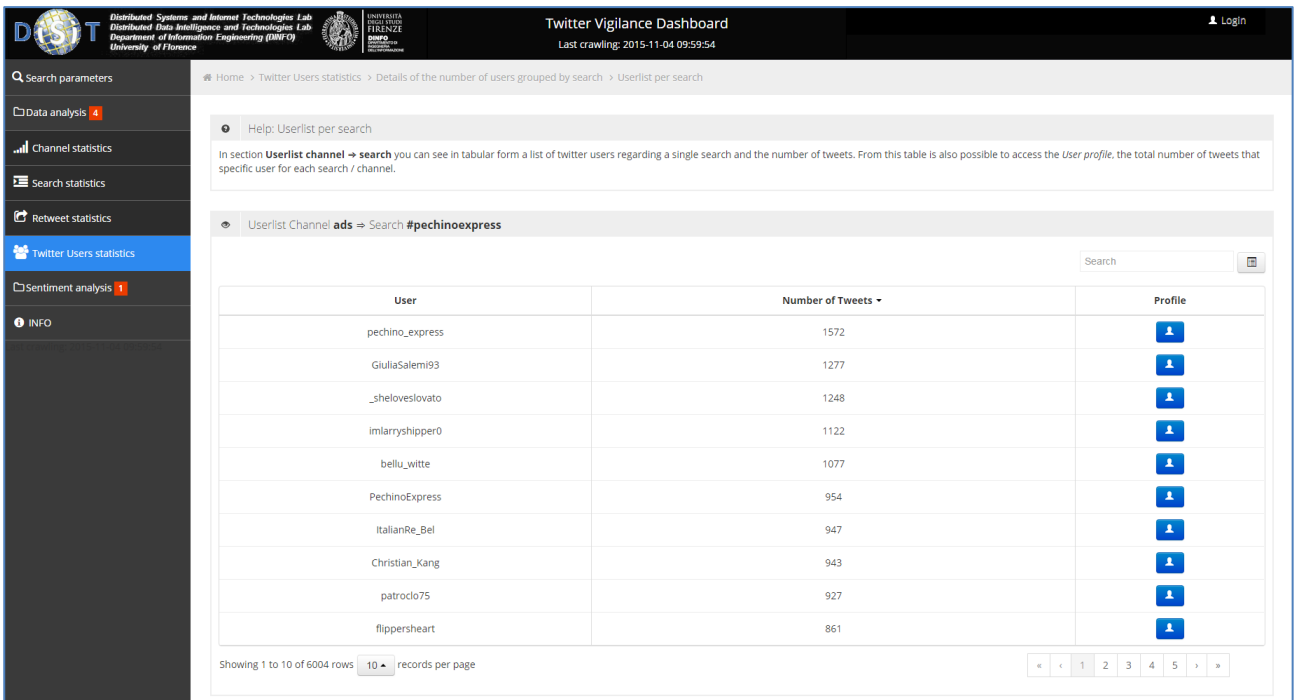 DISIT
Distributed Systems and Internet Technologies Lab
Distributed Data Intelligence and Technologies Lab
Department of Information Engineering (DINFO)
University of Florence
UNIVERSITÀ
DEGLI STUDI
FIRENZE
DINFO
DIPARTIMENTO DI
INGEGNERIA
DELL'INFORMAZIONE
Twitter Vigilance Dashboard
Last crawling: 2015-11-04 09:59:54
Login
Search parameters
Data analysis 4
Channel statistics
Search statistics
Retweet statistics
Twitter Users statistics
Sentiment analysis 1
INFO
Home > Twitter Users statistics > Details of the number of users grouped by search > Userlist per search
Help: Userlist per search
In section Userlist channel ⇒ search you can see in tabular form a list of twitter users regarding a single search and the number of tweets. From this table is also possible to access the User profile, the total number of tweets that
specific user for each search / channel.
Userlist Channel ads ⇒ Search #pechinoexpress
Search
User Number of Tweets Profile
pechino_express 1572
GiuliaSalemi93 1277
_sheloveslovato 1248
imlarryshipper0 1122
bellu_witte 1077
PechinoExpress 954
ItalianRe_Bel 947
Christian_Kang 943
patroclo75 927
flippersheart 861
Showing 1 to 10 of 6004 rows 10 records per page
« ‹ 1 2 3 4 5 › »